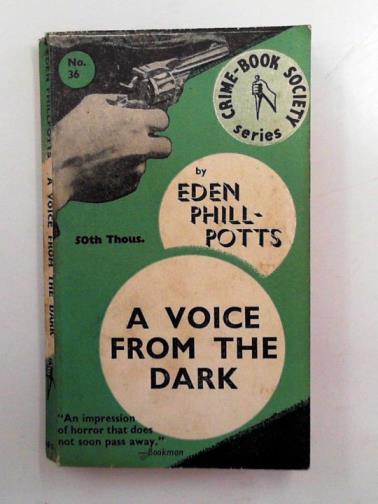 No.
36
CRIME-BOOK SOCIETY
series
by
EDEN
PHILL-
POTTS
50th Thous.
A VOICE
FROM THE
DARK
"An impression
of horror that does
not soon pass away."
—Bookman
EDEN PHILLPOTTS A VOICE FROM THE DARK